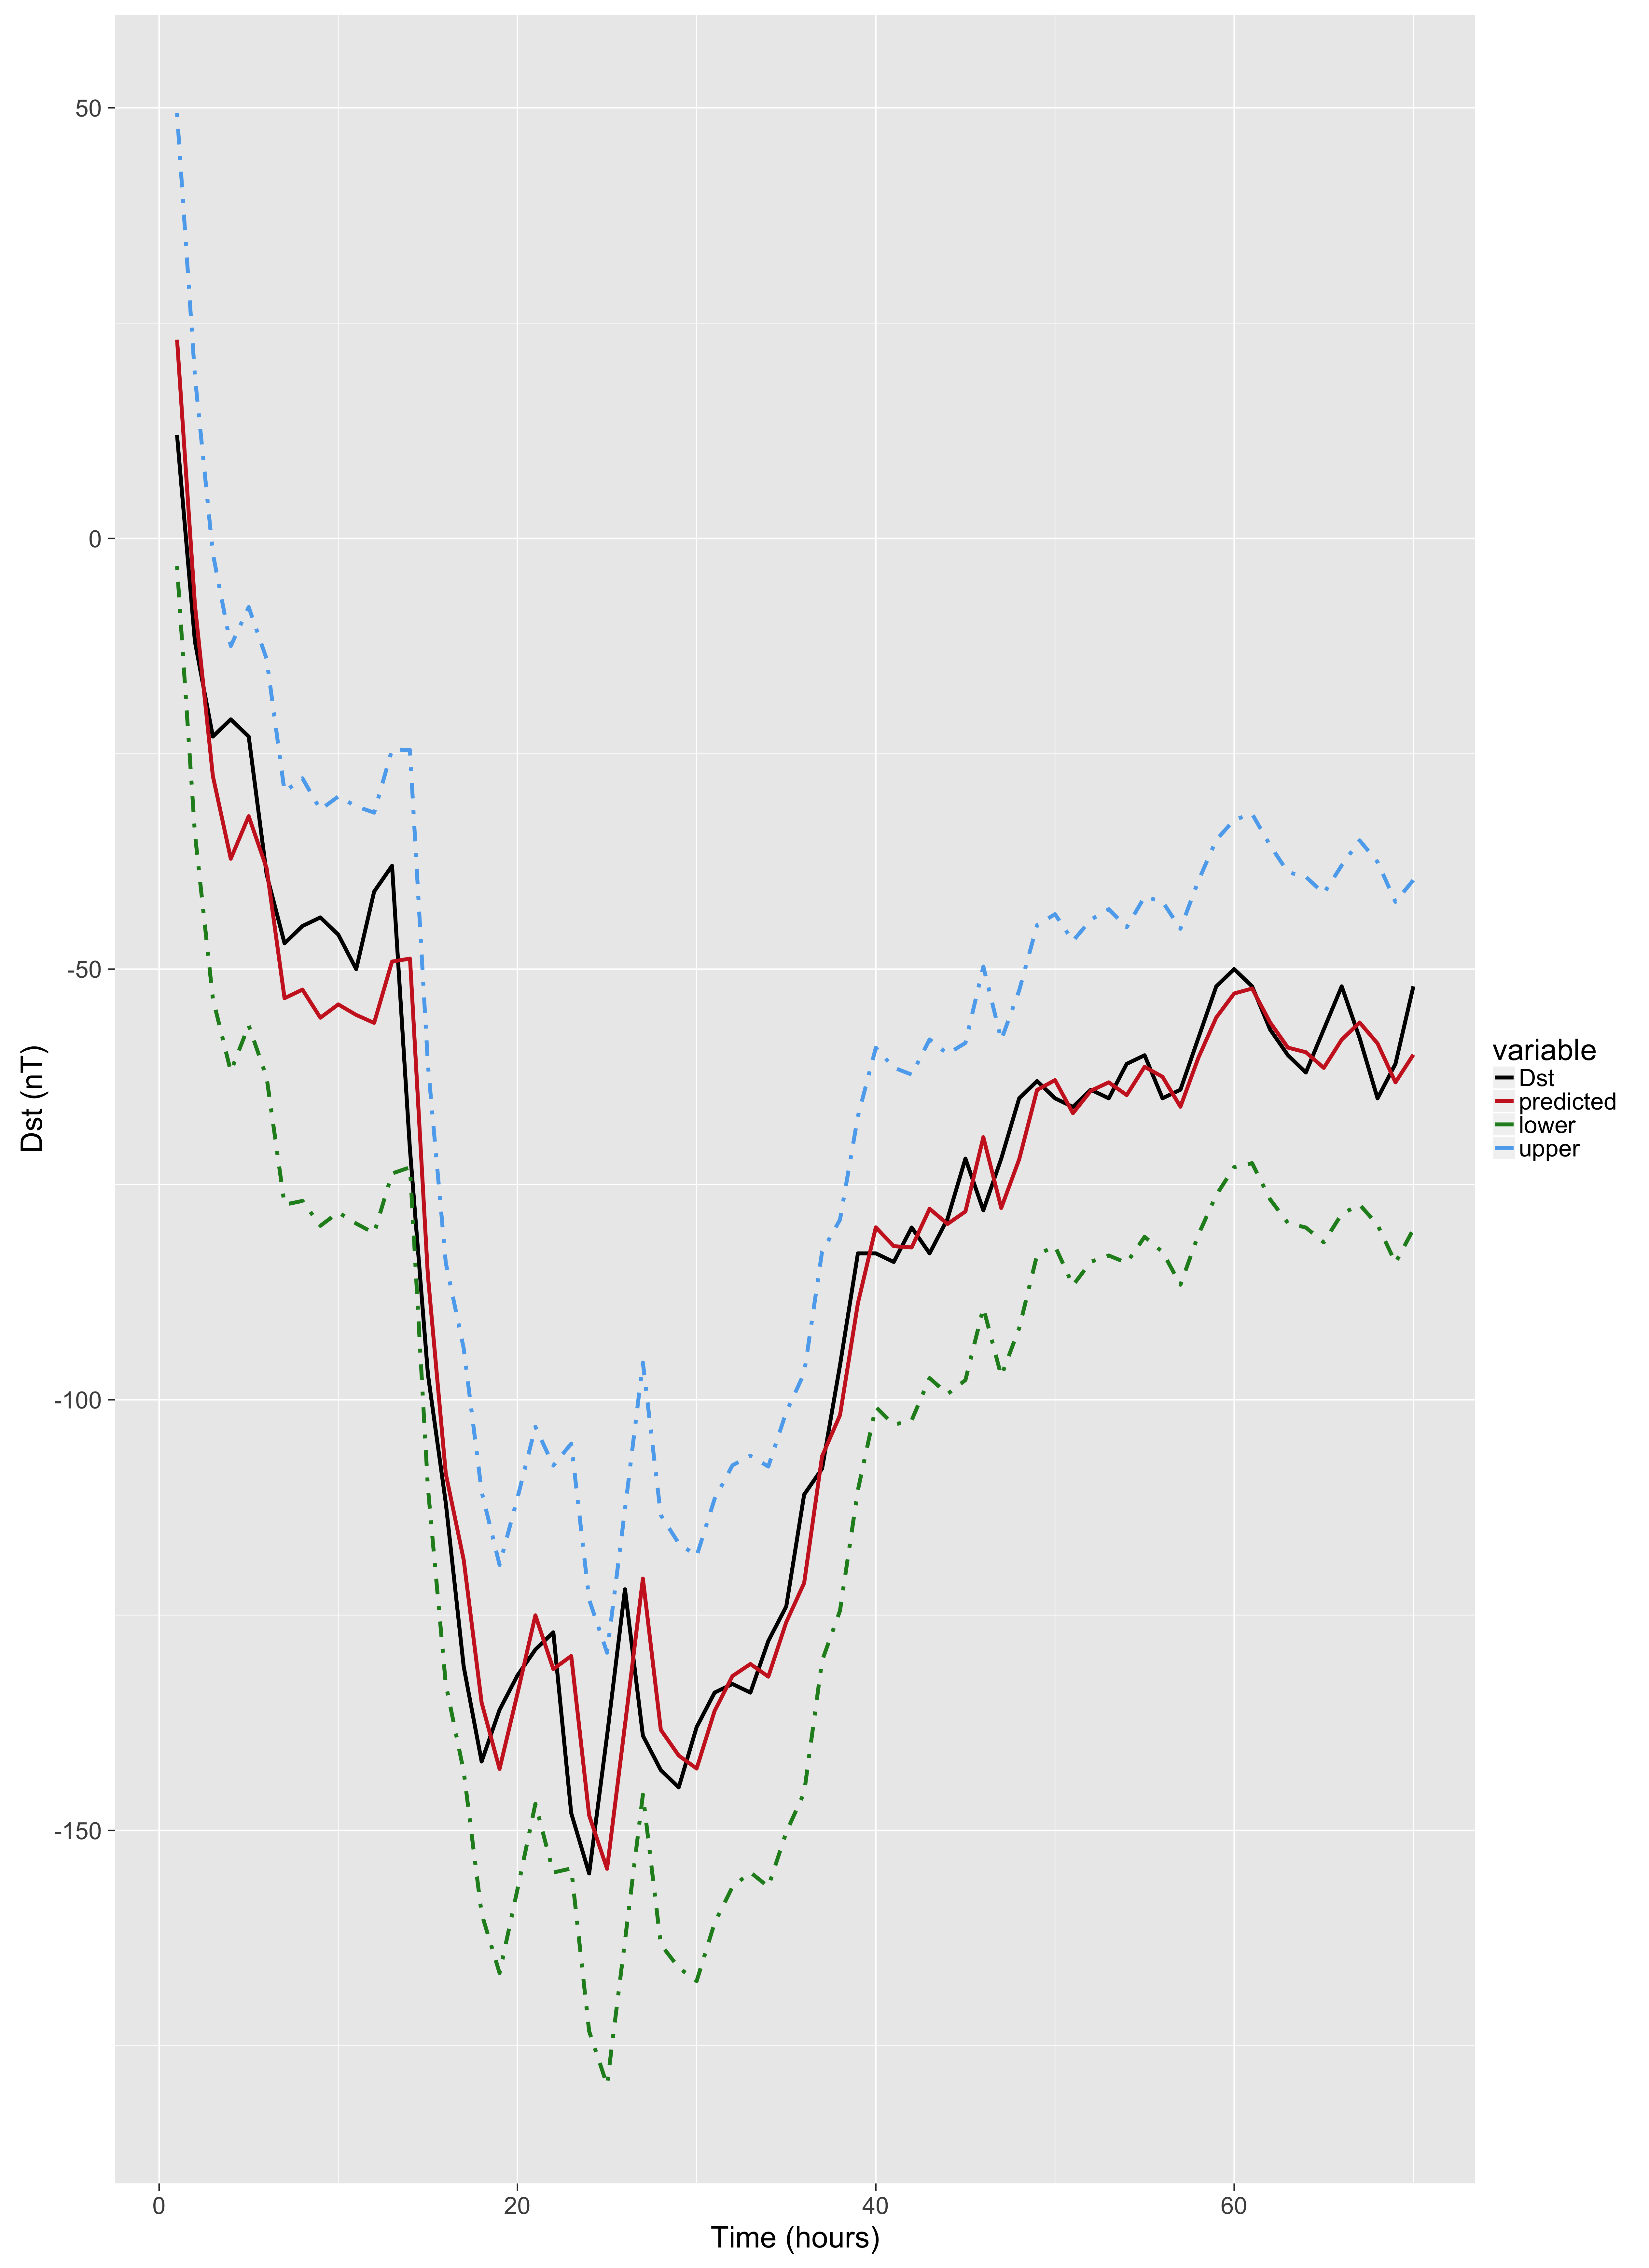 50
0
-50
-100
-150
Dst (nT)
0
20
40
60
Time (hours)
variable
Dst
predicted
lower
upper